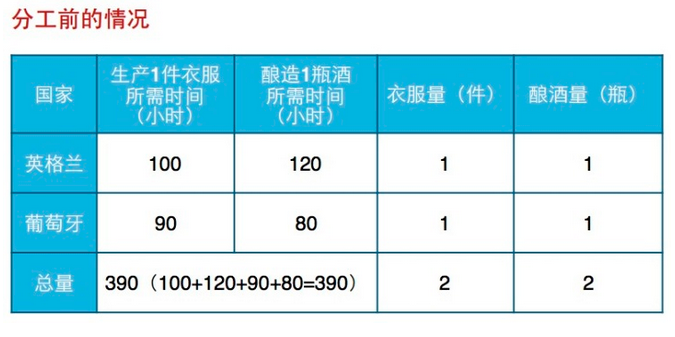 分工前的情况
国家
生产1件衣服
所需时间
（小时）
酿造1瓶酒
所需时间
（小时）
衣服量（件）
酿酒量（瓶）
英格兰
100
120
1
1
葡萄牙
90
80
1
1
总量
390（100+120+90+80=390）
2
2